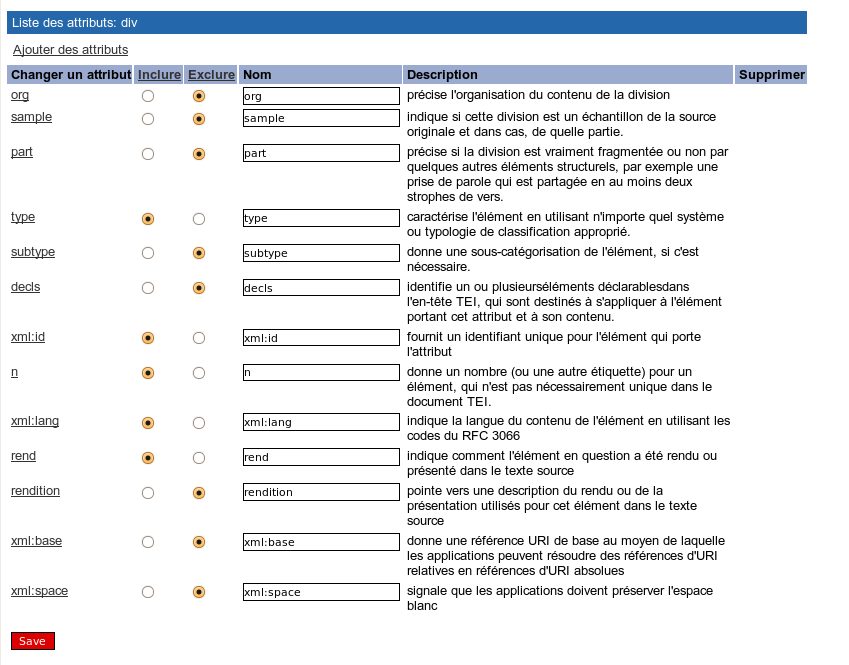 Liste des attributs: div
Ajouter des attributs
Changer un attribut Inclure Exclure Nom Description Supprimer
org org précise l'organisation du contenu de la division
sample sample indique si cette division est un échantillon de la source
originale et dans cas, de quelle partie.
part part précise si la division est vraiment fragmentée ou non par
quelques autres éléments structurels, par exemple une
prise de parole qui est partagée en au moins deux
strophes de vers.
type type caractérise l'élément en utilisant n'importe quel système
ou typologie de classification approprié.
subtype subtype donne une sous-catégorisation de l'élément, si c'est
nécessaire.
decls decls identifie un ou plusieurséléments déclarablesdans
l'en-tête TEI, qui sont destinés à s'appliquer à l'élément
portant cet attribut et à son contenu.
xml:id xml:id fournit un identifiant unique pour l'élément qui porte
l'attribut
n n donne un nombre (ou une autre étiquette) pour un
élément, qui n'est pas nécessairement unique dans le
document TEI.
xml:lang xml:lang indique la langue du contenu de l'élément en utilisant les
codes du RFC 3066
rend rend indique comment l'élément en question a été rendu ou
présenté dans le texte source
rendition rendition pointe vers une description du rendu ou de la
présentation utilisés pour cet élément dans le texte
source
xml:base xml:base donne une référence URI de base au moyen de laquelle
les applications peuvent résoudre des références d'URI
relatives en références d'URI absolues
xml:space xml:space signale que les applications doivent préserver l'espace
blanc
Save